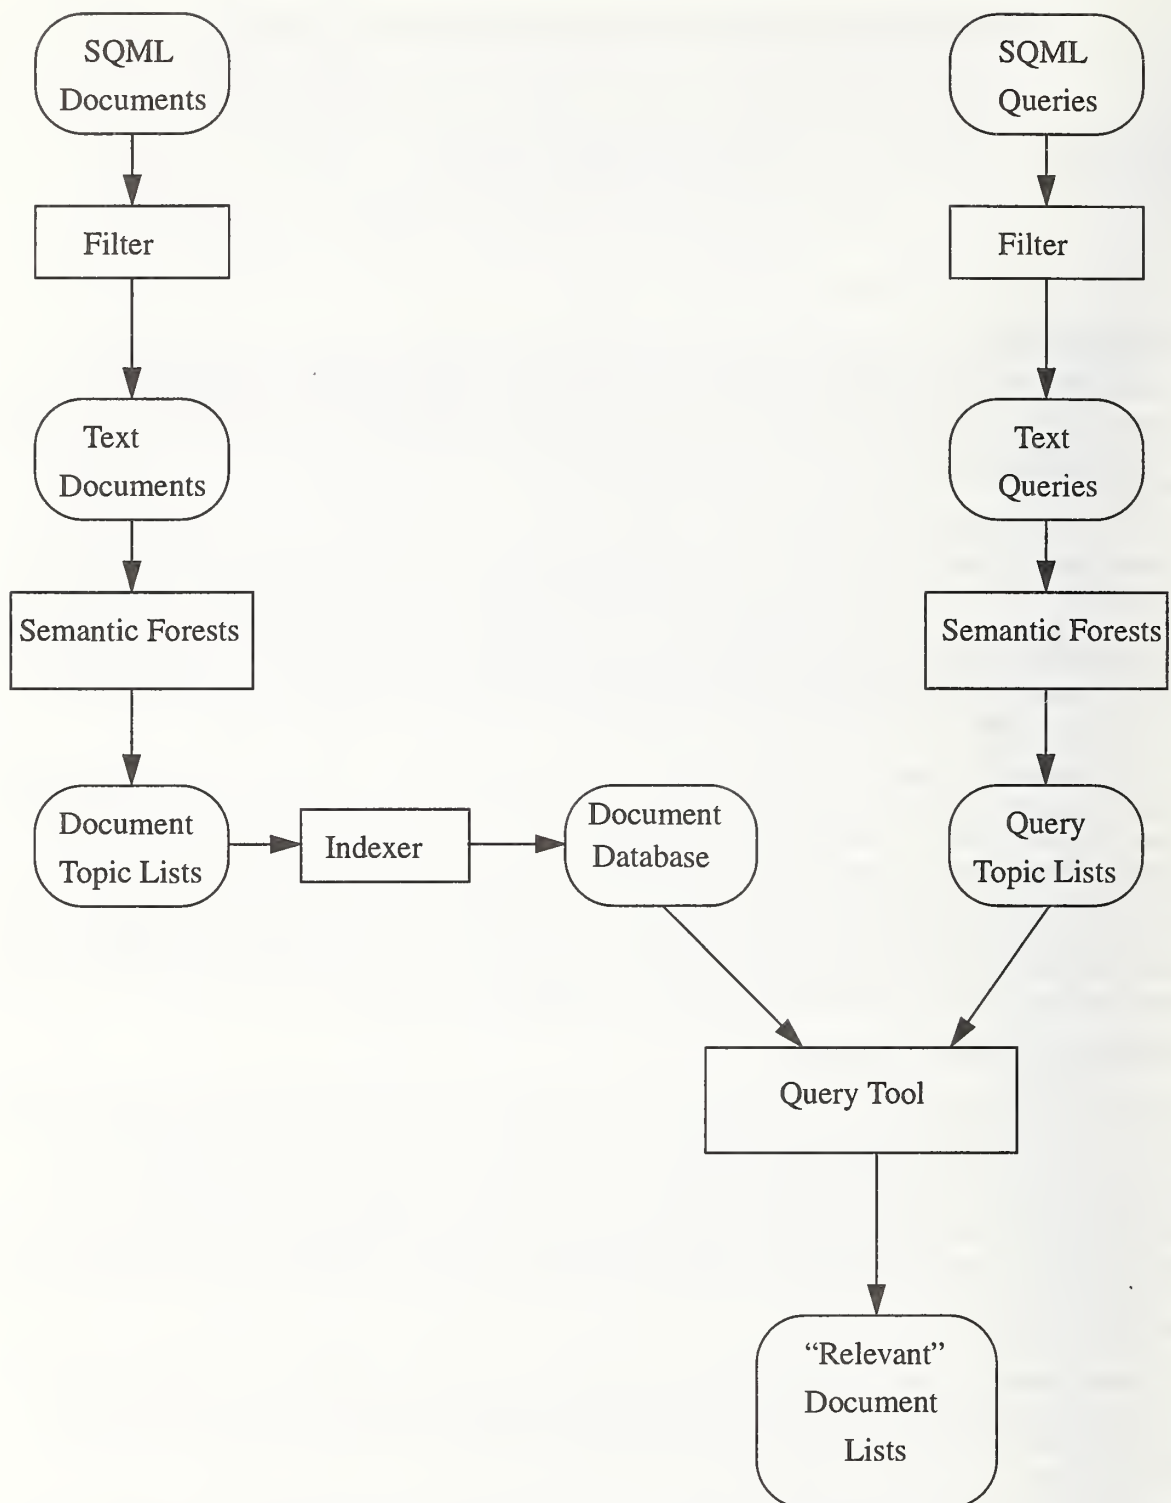 SQML
Documents
SQML
Queries
Filter
Filter
Text
Documents
Text
Queries
Semantic Forests
Semantic Forests
Document
Topic Lists
Indexer
Document
Database
Query
Topic Lists
Query Tool
“Relevant”
Document
Lists